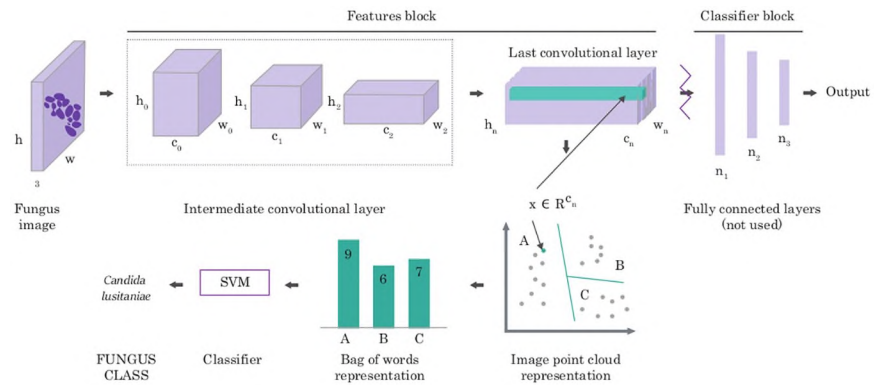 Features block
Classifier block
Last convolutional layer
h
w
3
h₀
c₀
w₀
h₁
c₁
w₁
h₂
c₂
w₂
hₙ
cₙ
wₙ
n₁
n₂
n₃
Output
Fungus
image
Intermediate convolutional layer
x ∈ R^cₙ
Fully connected layers
(not used)
Candida
lusitaniae
SVM
9
6
7
A
B
C
A
B
C
FUNGUS
CLASS
Classifier
Bag of words
representation
Image point cloud
representation